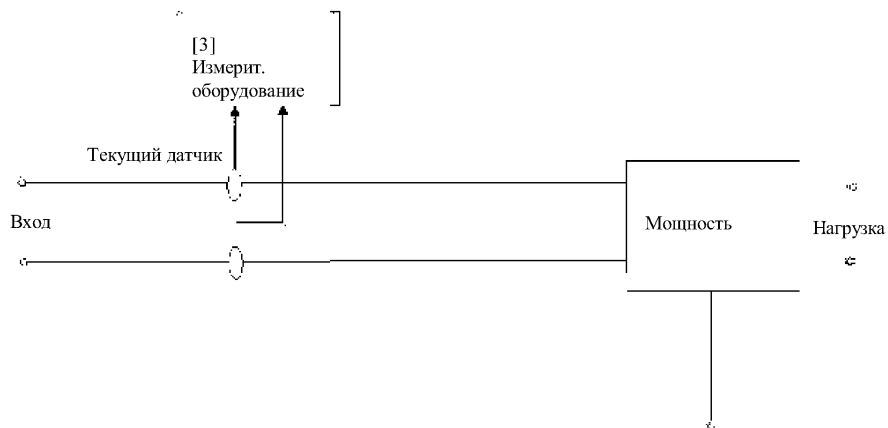 [3]
Измерит.
оборудование
Текущий датчик
Вход
Мощность
Нагрузка